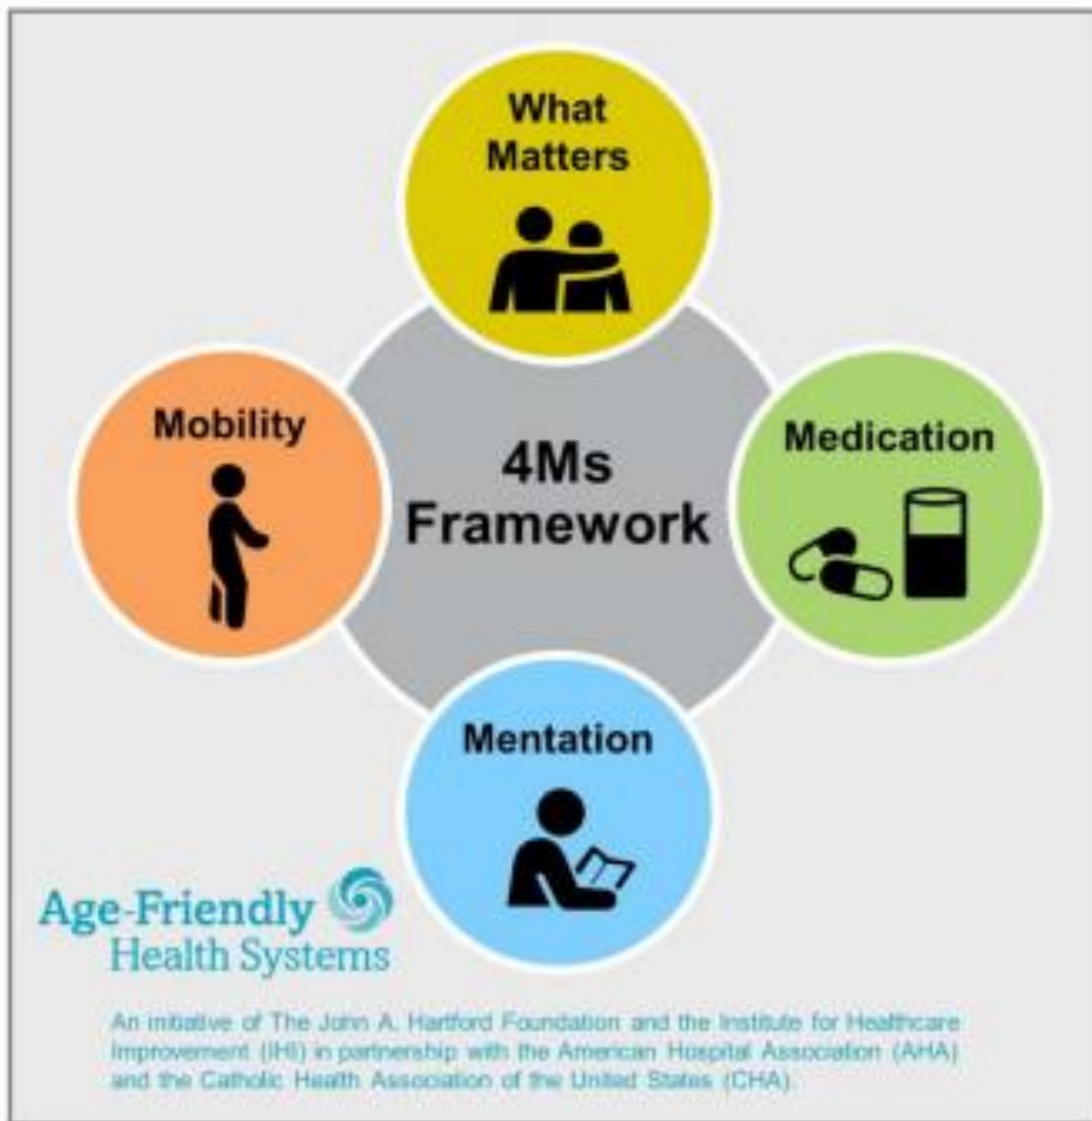 What
Matters
Mobility
4Ms
Framework
Medication
Mentation
Age-Friendly
Health Systems
An initiative of The John A. Hartford Foundation and the Institute for Healthcare
Improvement (IHI) in partnership with the American Hospital Association (AHA)
and the Catholic Health Association of the United States (CHA).